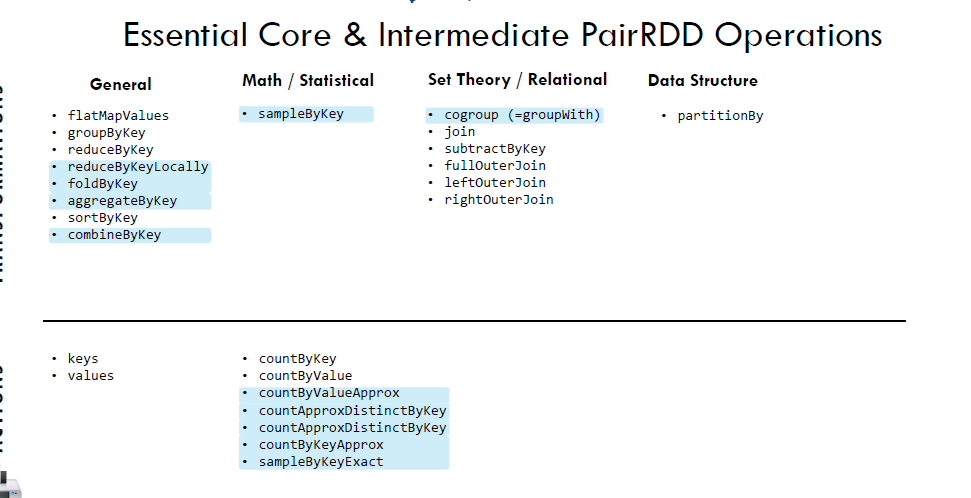 Essential Core & Intermediate PairRDD Operations
General
• flatMapValues
• groupByKey
• reduceByKey
• reduceByKeyLocally
• foldByKey
• aggregateByKey
• sortByKey
• combineByKey
Math / Statistical
• sampleByKey
Set Theory / Relational
• cogroup (=groupWith)
• join
• subtractByKey
• fullOuterJoin
• leftOuterJoin
• rightOuterJoin
Data Structure
• partitionBy
• keys
• values
• countByKey
• countByValue
• countByValueApprox
• countApproxDistinctByKey
• countApproxDistinctByKey
• countByKeyApprox
• sampleByKeyExact